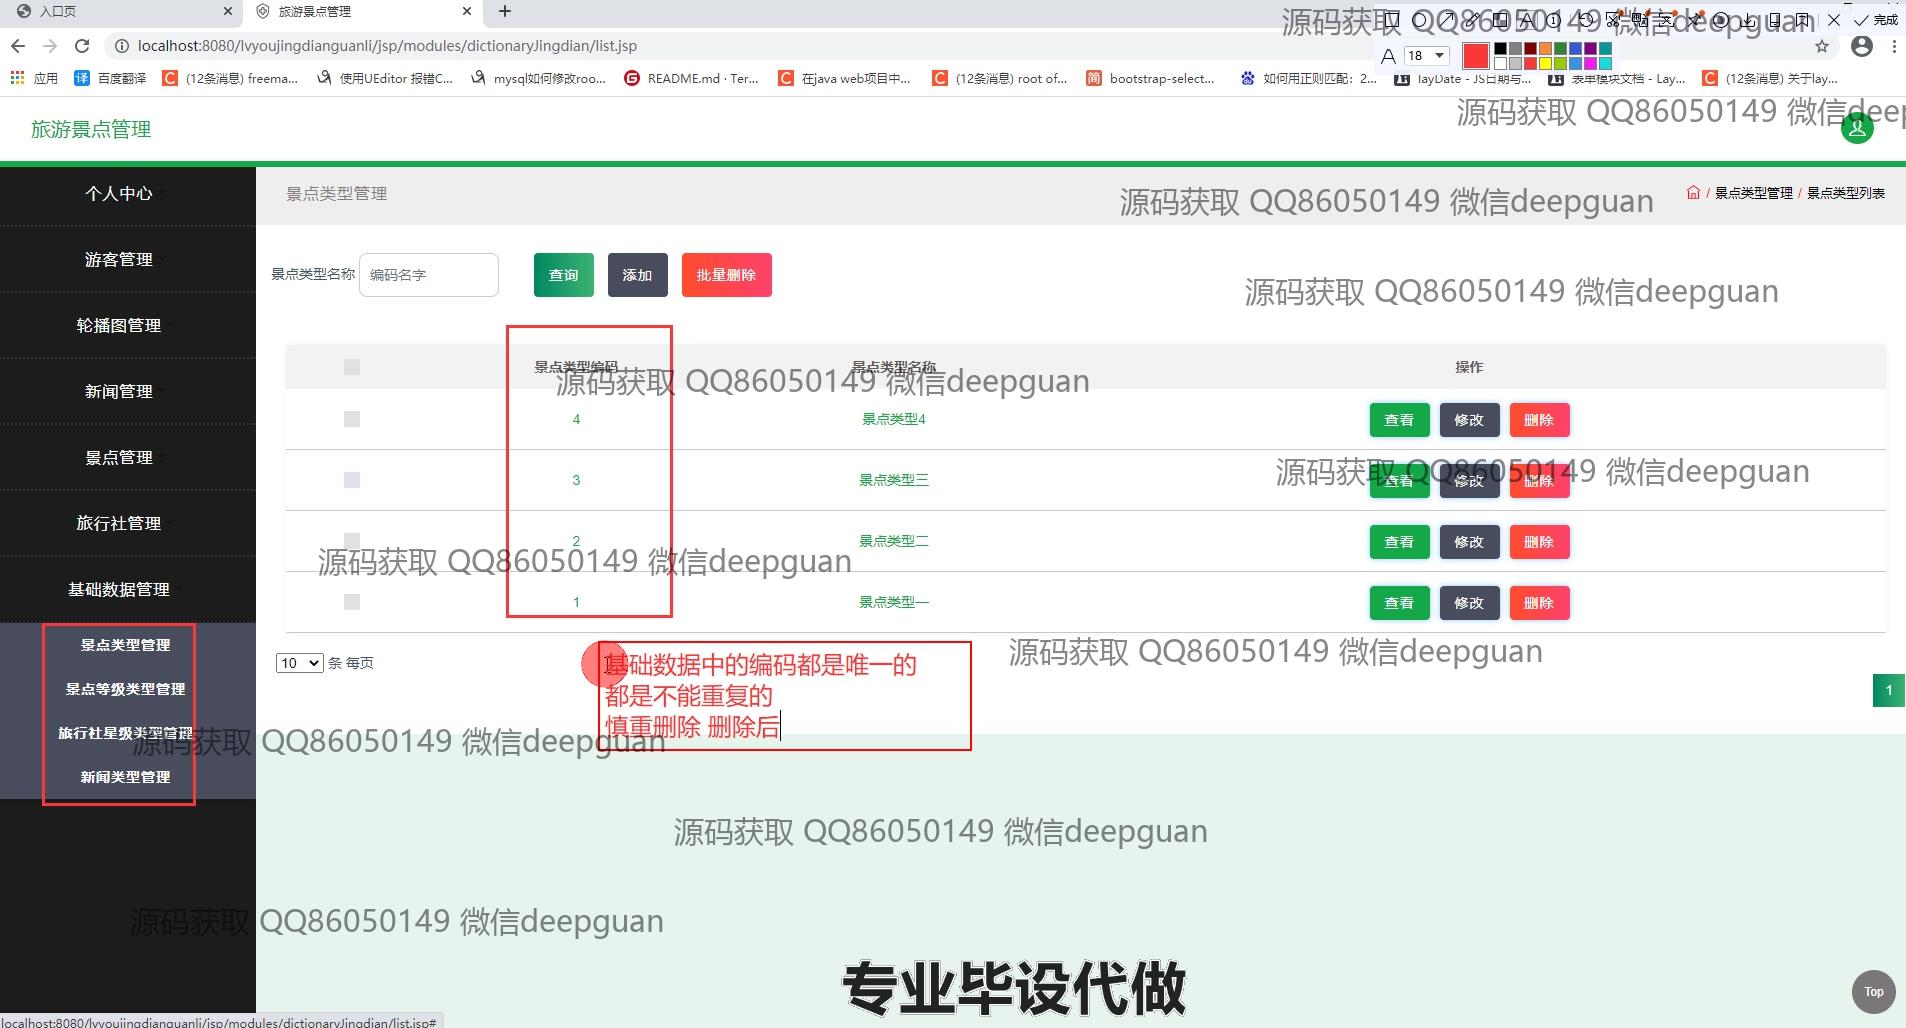 入口页
旅游景点管理
localhost:8080/lvyoujingdianguanli/jsp/modules/dictionaryJingdian/list.jsp
18
完成
应用
百度翻译
(12条消息) freema...
使用UEditor 报错C...
mysql如何修改roo...
README.md · Ter...
在java web项目中...
(12条消息) root of...
bootstrap-select...
如何用正则匹配：2...
layDate - JS日期与...
表单模块文档 - Lay...
(12条消息) 关于lay...
源码获取 QQ86050149 微信deepguan
旅游景点管理
源码获取 QQ86050149 微信deep
个人中心
游客管理
轮播图管理
新闻管理
景点管理
旅行社管理
基础数据管理
景点类型管理
景点等级类型管理
旅行社星级类型管理
新闻类型管理
景点类型管理
源码获取 QQ86050149 微信deepguan
/ 景点类型管理 / 景点类型列表
景点类型名称 编码名字 查询 添加 批量删除
源码获取 QQ86050149 微信deepguan
景点类型编码 景点类型名称 操作
源码获取 QQ86050149 微信deepguan
4 景点类型4 查看 修改 删除
3 景点类型三 查看 修改 删除
源码获取 QQ86050149 微信deepguan
2 景点类型二 查看 修改 删除
源码获取 QQ86050149 微信deepguan
1 景点类型一 查看 修改 删除
10 条 每页
源码获取 QQ86050149 微信deepguan
基础数据中的编码都是唯一的
都是不能重复的
慎重删除 删除后
1
源码获取 QQ86050149 微信deepguan
源码获取 QQ86050149 微信deepguan
源码获取 QQ86050149 微信deepguan
专业毕设代做
Top
localhost:8080/lvyoujingdianguanli/jsp/modules/dictionaryJingdian/list.jsp#